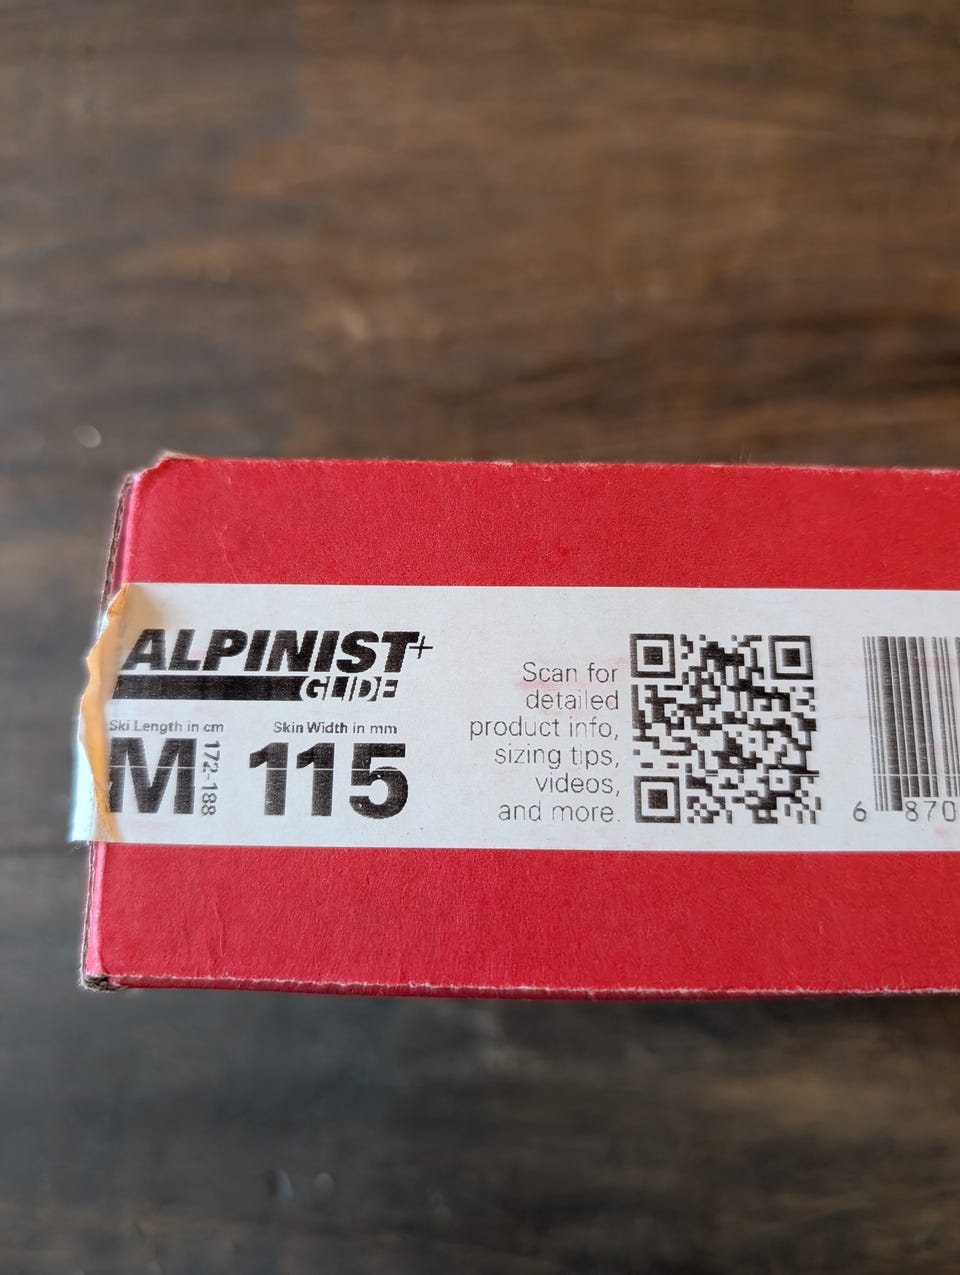 ALPINIST+
GLIDE
Ski Length in cm
Skin Width in mm
M
172-188
115
Scan for
detailed
product info,
sizing tips,
videos,
and more.
6 870